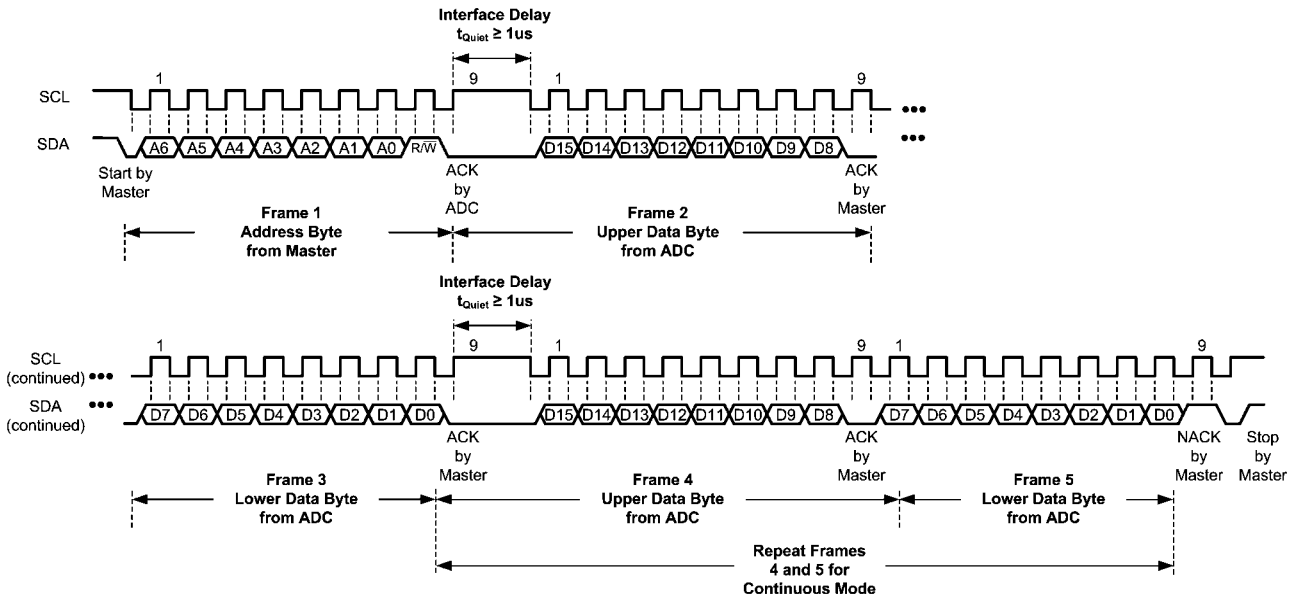 Interface Delay
tQuiet ≥ 1us
1 9 1 9
SCL
SDA A6 A5 A4 A3 A2 A1 A0 R/W̅ D15 D14 D13 D12 D11 D10 D9 D8
Start by
Master
ACK
by
ADC
ACK
by
Master
Frame 1
Address Byte
from Master
Frame 2
Upper Data Byte
from ADC
Interface Delay
tQuiet ≥ 1us
1 9 1 9 1 9
SCL
(continued)
SDA
(continued)
D7 D6 D5 D4 D3 D2 D1 D0 D15 D14 D13 D12 D11 D10 D9 D8 D7 D6 D5 D4 D3 D2 D1 D0
ACK
by
Master
ACK
by
Master
NACK
by
Master
Stop
by
Master
Frame 3
Lower Data Byte
from ADC
Frame 4
Upper Data Byte
from ADC
Frame 5
Lower Data Byte
from ADC
Repeat Frames
4 and 5 for
Continuous Mode